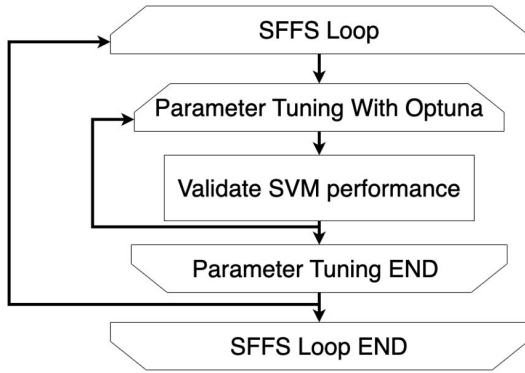 SFFS Loop
Parameter Tuning With Optuna
Validate SVM performance
Parameter Tuning END
SFFS Loop END